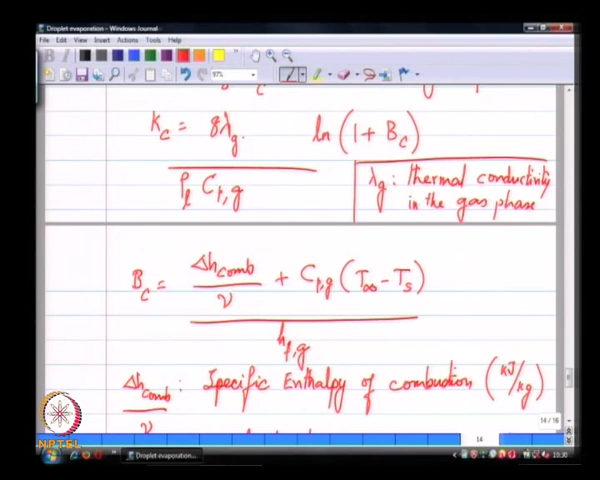 Droplet evaporation - Windows Journal
File Edit View Insert Actions Tools Help
97%
K_c = 8λ_g / (ρ_l C_p,g) ln (1 + B_c)
λ_g : thermal conductivity
in the gas phase
B_c = (Δh_comb / ν + C_p,g (T_∞ - T_s)) / h_f,g
Δh_comb / ν : Specific Enthalpy of combustion (kJ/kg)
14 / 16
14
NPTEL
Droplet evaporation...
10:30